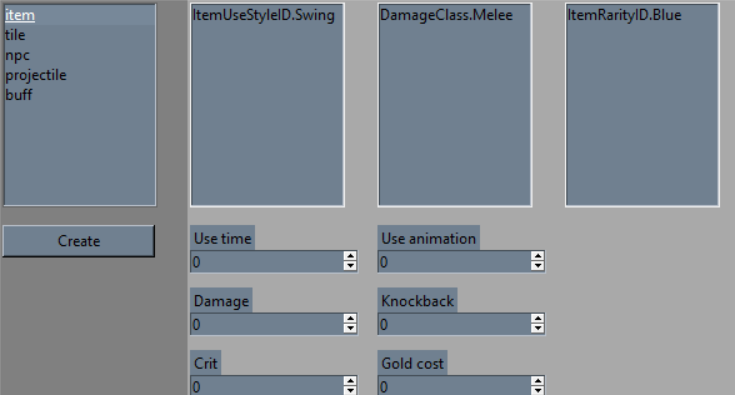 item
tile
npc
projectile
buff
Create
ItemUseStyleID.Swing
DamageClass.Melee
ItemRarityID.Blue
Use time
0
Use animation
0
Damage
0
Knockback
0
Crit
0
Gold cost
0